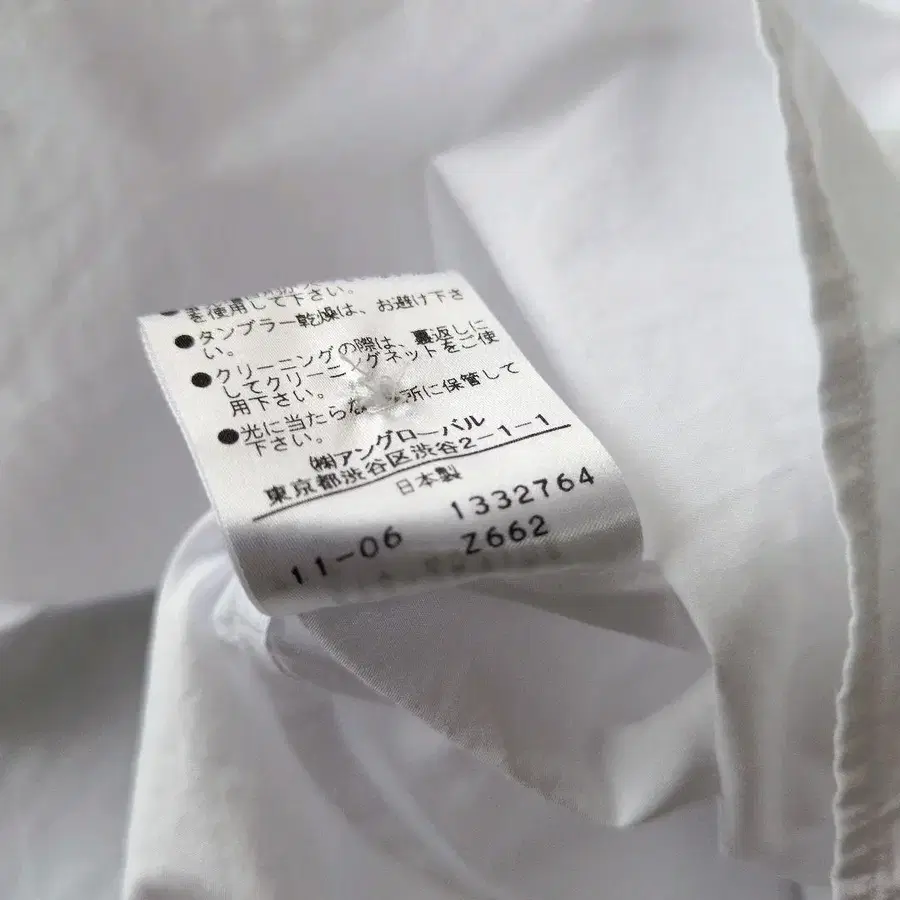 を使用して下さい。
●タンブラー乾燥は、お避け下さ
い。
●クリーニングの際は、裏返しに
してクリーニングネットをご使
用下さい。
●光に当たらな 所に保管して
下さい。
㈱アングローバル
東京都渋谷区渋谷2-1-1
日本製
11-06 1332764
Z662